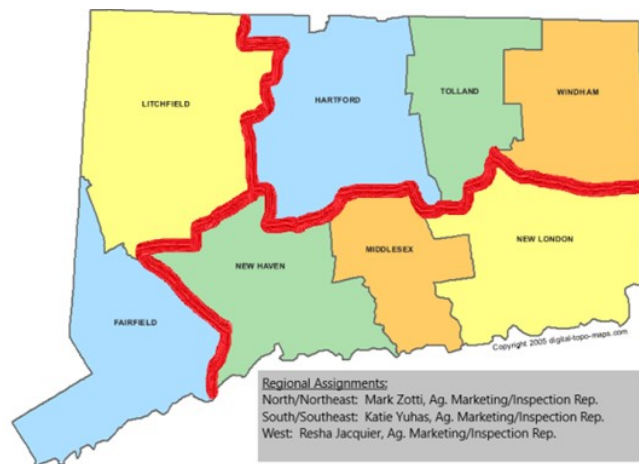 LITCHFIELD
HARTFORD
TOLLAND
WINDHAM
NEW HAVEN
MIDDLESEX
NEW LONDON
FAIRFIELD
Copyright 2005 digital-topo-maps.com
Regional Assignments:
North/Northeast: Mark Zotti, Ag. Marketing/Inspection Rep.
South/Southeast: Katie Yuhas, Ag. Marketing/Inspection Rep.
West: Resha Jacquier, Ag. Marketing/Inspection Rep.